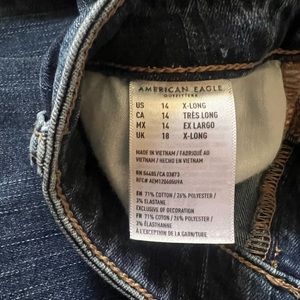 AMERICAN EAGLE
OUTFITTERS
US 14 X-LONG
CA 14 TRÈS LONG
MX 14 EX LARGO
UK 18 X-LONG
MADE IN VIETNAM / FABRIQUÉ AU
VIETNAM / HECHO EN VIETNAM
RN 54485/CA 03873
EN 71% COTTON / 26% POLYESTER /
3% ELASTANE
EXCLUSIVE OF DECORATION
FR 71% COTON / 26% POLYESTER /
3% ÉLASTHANNE
À L'EXCEPTION DE LA GARNITURE